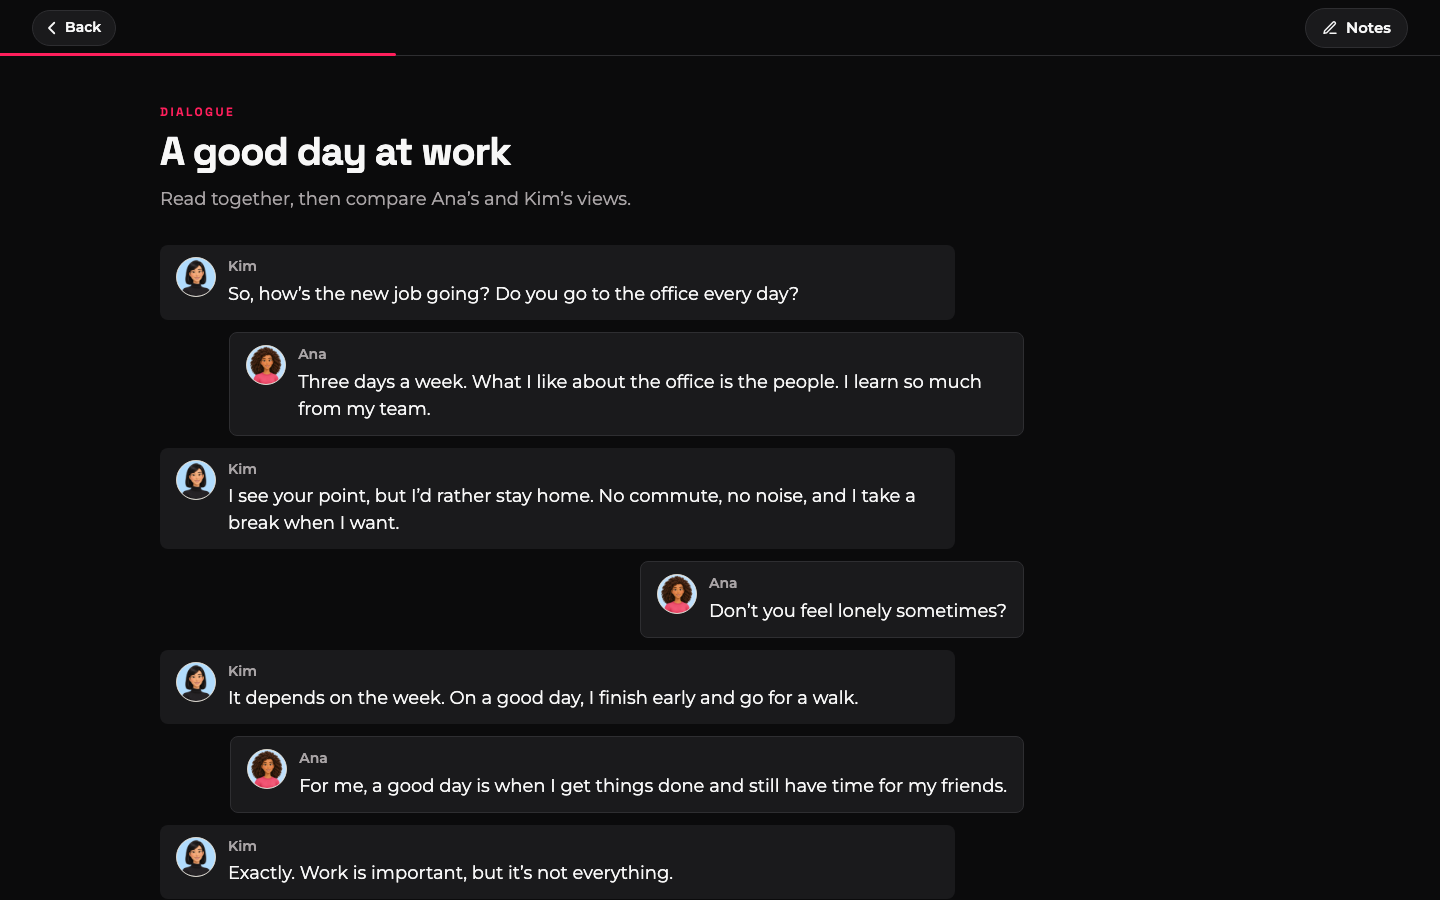 Back
Notes
DIALOGUE
A good day at work
Read together, then compare Ana’s and Kim’s views.
Kim
So, how’s the new job going? Do you go to the office every day?
Ana
Three days a week. What I like about the office is the people. I learn so much
from my team.
Kim
I see your point, but I’d rather stay home. No commute, no noise, and I take a
break when I want.
Ana
Don’t you feel lonely sometimes?
Kim
It depends on the week. On a good day, I finish early and go for a walk.
Ana
For me, a good day is when I get things done and still have time for my friends.
Kim
Exactly. Work is important, but it’s not everything.